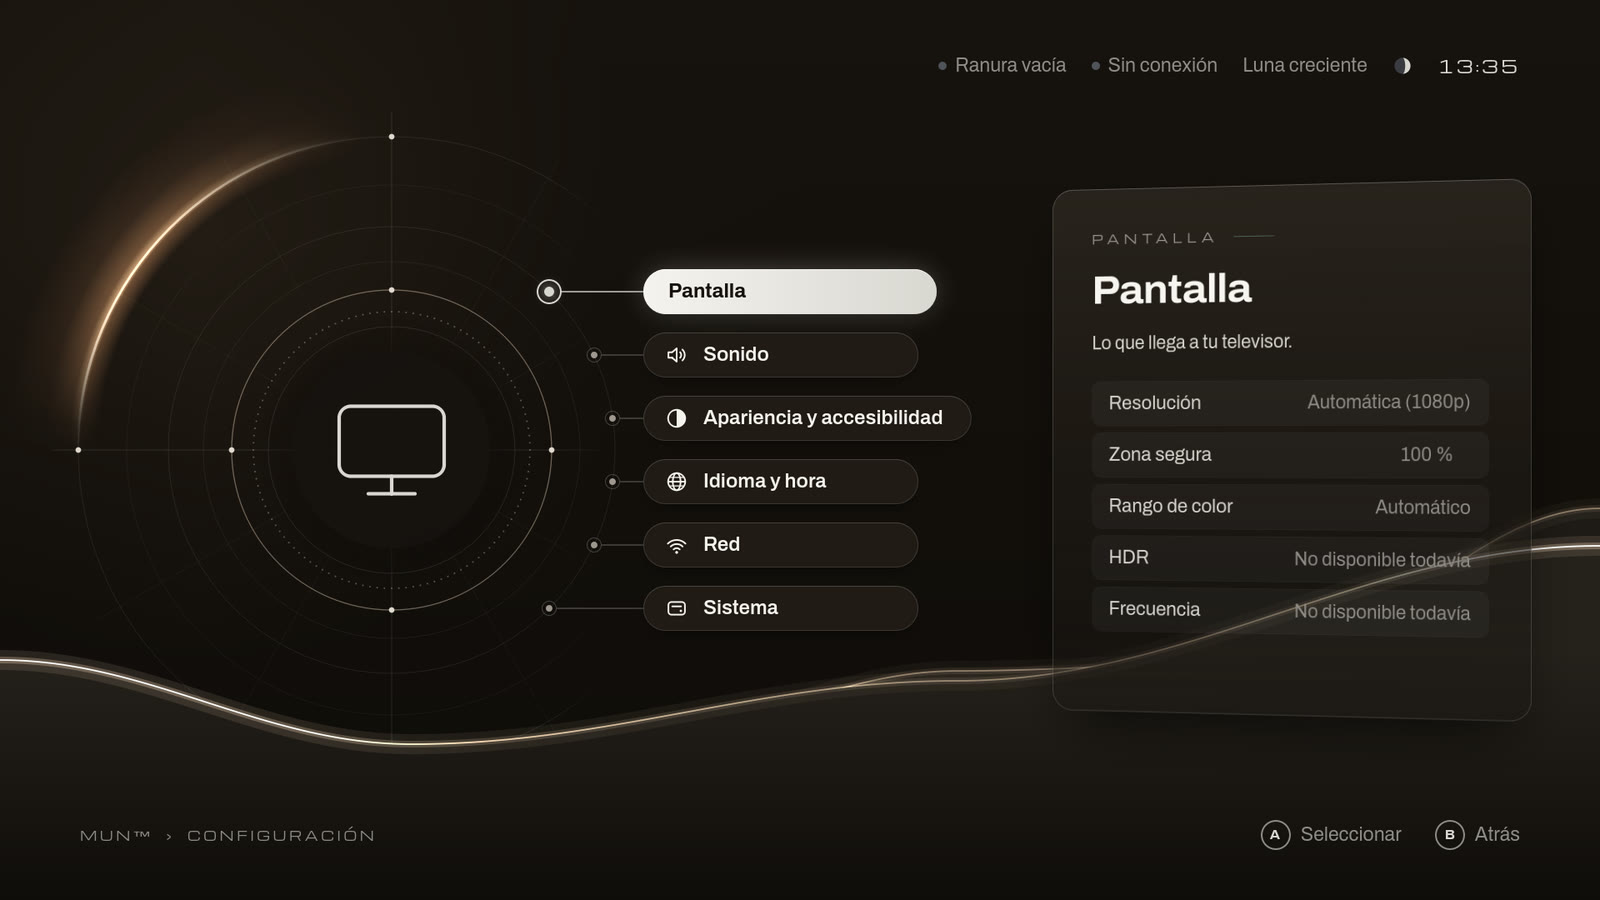 Ranura vacía Sin conexión Luna creciente 13:35
Pantalla
Sonido
Apariencia y accesibilidad
Idioma y hora
Red
Sistema
PANTALLA
Pantalla
Lo que llega a tu televisor.
Resolución Automática (1080p)
Zona segura 100 %
Rango de color Automático
HDR No disponible todavía
Frecuencia No disponible todavía
MUN™ › CONFIGURACIÓN
A Seleccionar B Atrás